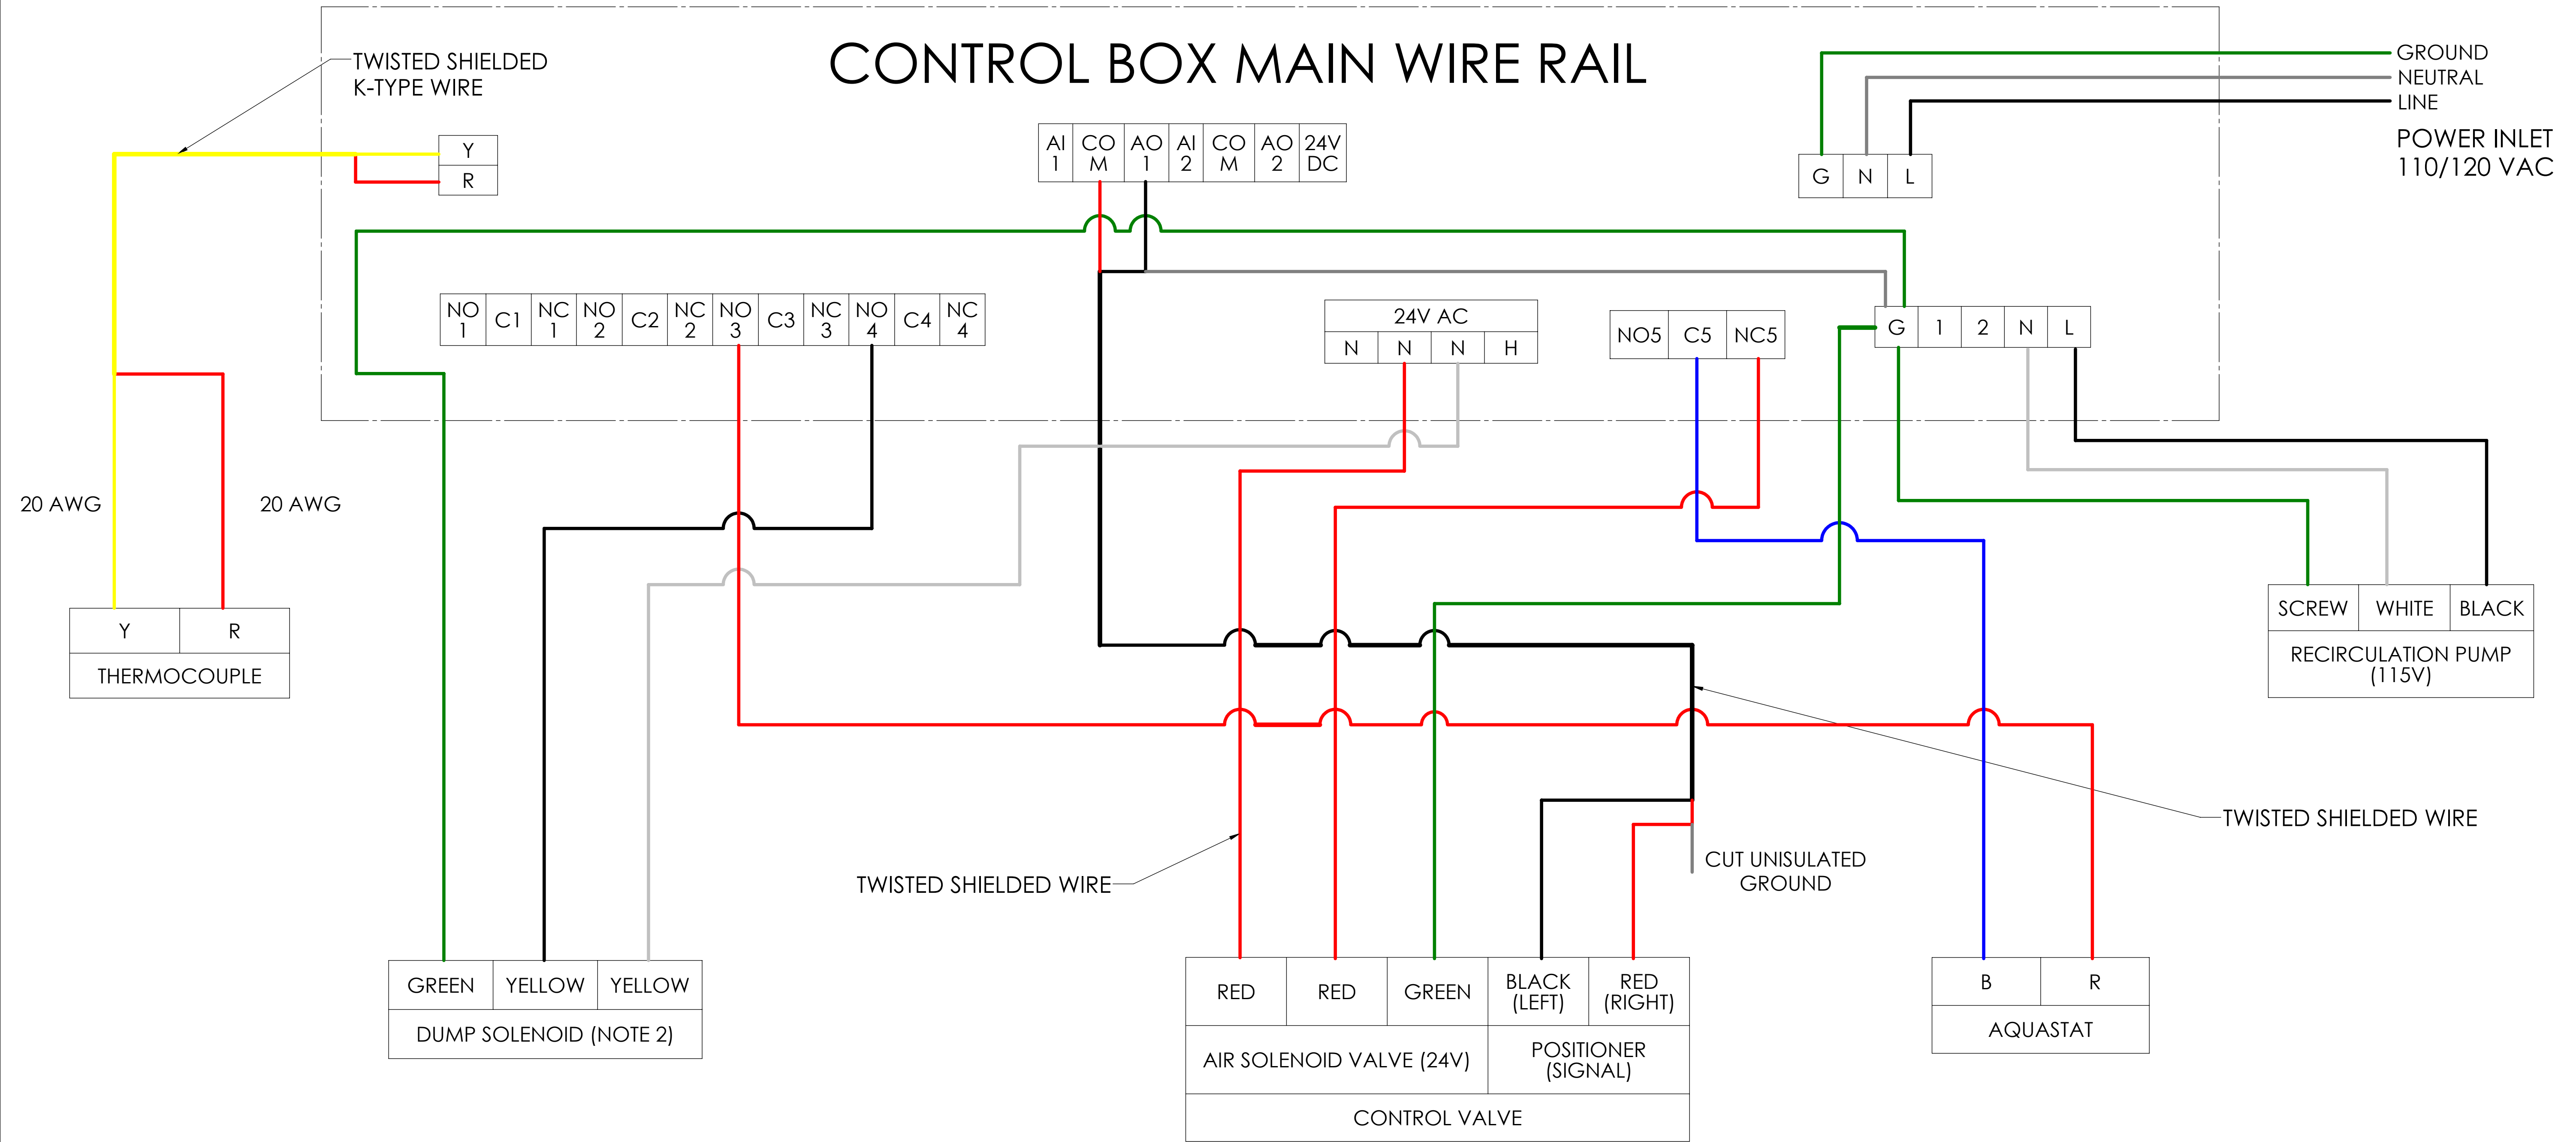 CONTROL BOX MAIN WIRE RAIL
TWISTED SHIELDED
K-TYPE WIRE
GROUND
NEUTRAL
LINE
POWER INLET
110/120 VAC
Y
R
AI
1
CO
M
AO
1
AI
2
CO
M
AO
2
24V
DC
G N L
NO
1
C1
NC
1
NO
2
C2
NC
2
NO
3
C3
NC
3
NO
4
C4
NC
4
24V AC
N N N H
NO5 C5 NC5
G 1 2 N L
20 AWG
20 AWG
Y R
THERMOCOUPLE
SCREW WHITE BLACK
RECIRCULATION PUMP
(115V)
TWISTED SHIELDED WIRE
TWISTED SHIELDED WIRE
CUT UNISULATED
GROUND
GREEN YELLOW YELLOW
DUMP SOLENOID (NOTE 2)
RED
RED
GREEN
BLACK
(LEFT)
RED
(RIGHT)
AIR SOLENOID VALVE (24V)
POSITIONER
(SIGNAL)
CONTROL VALVE
B R
AQUASTAT